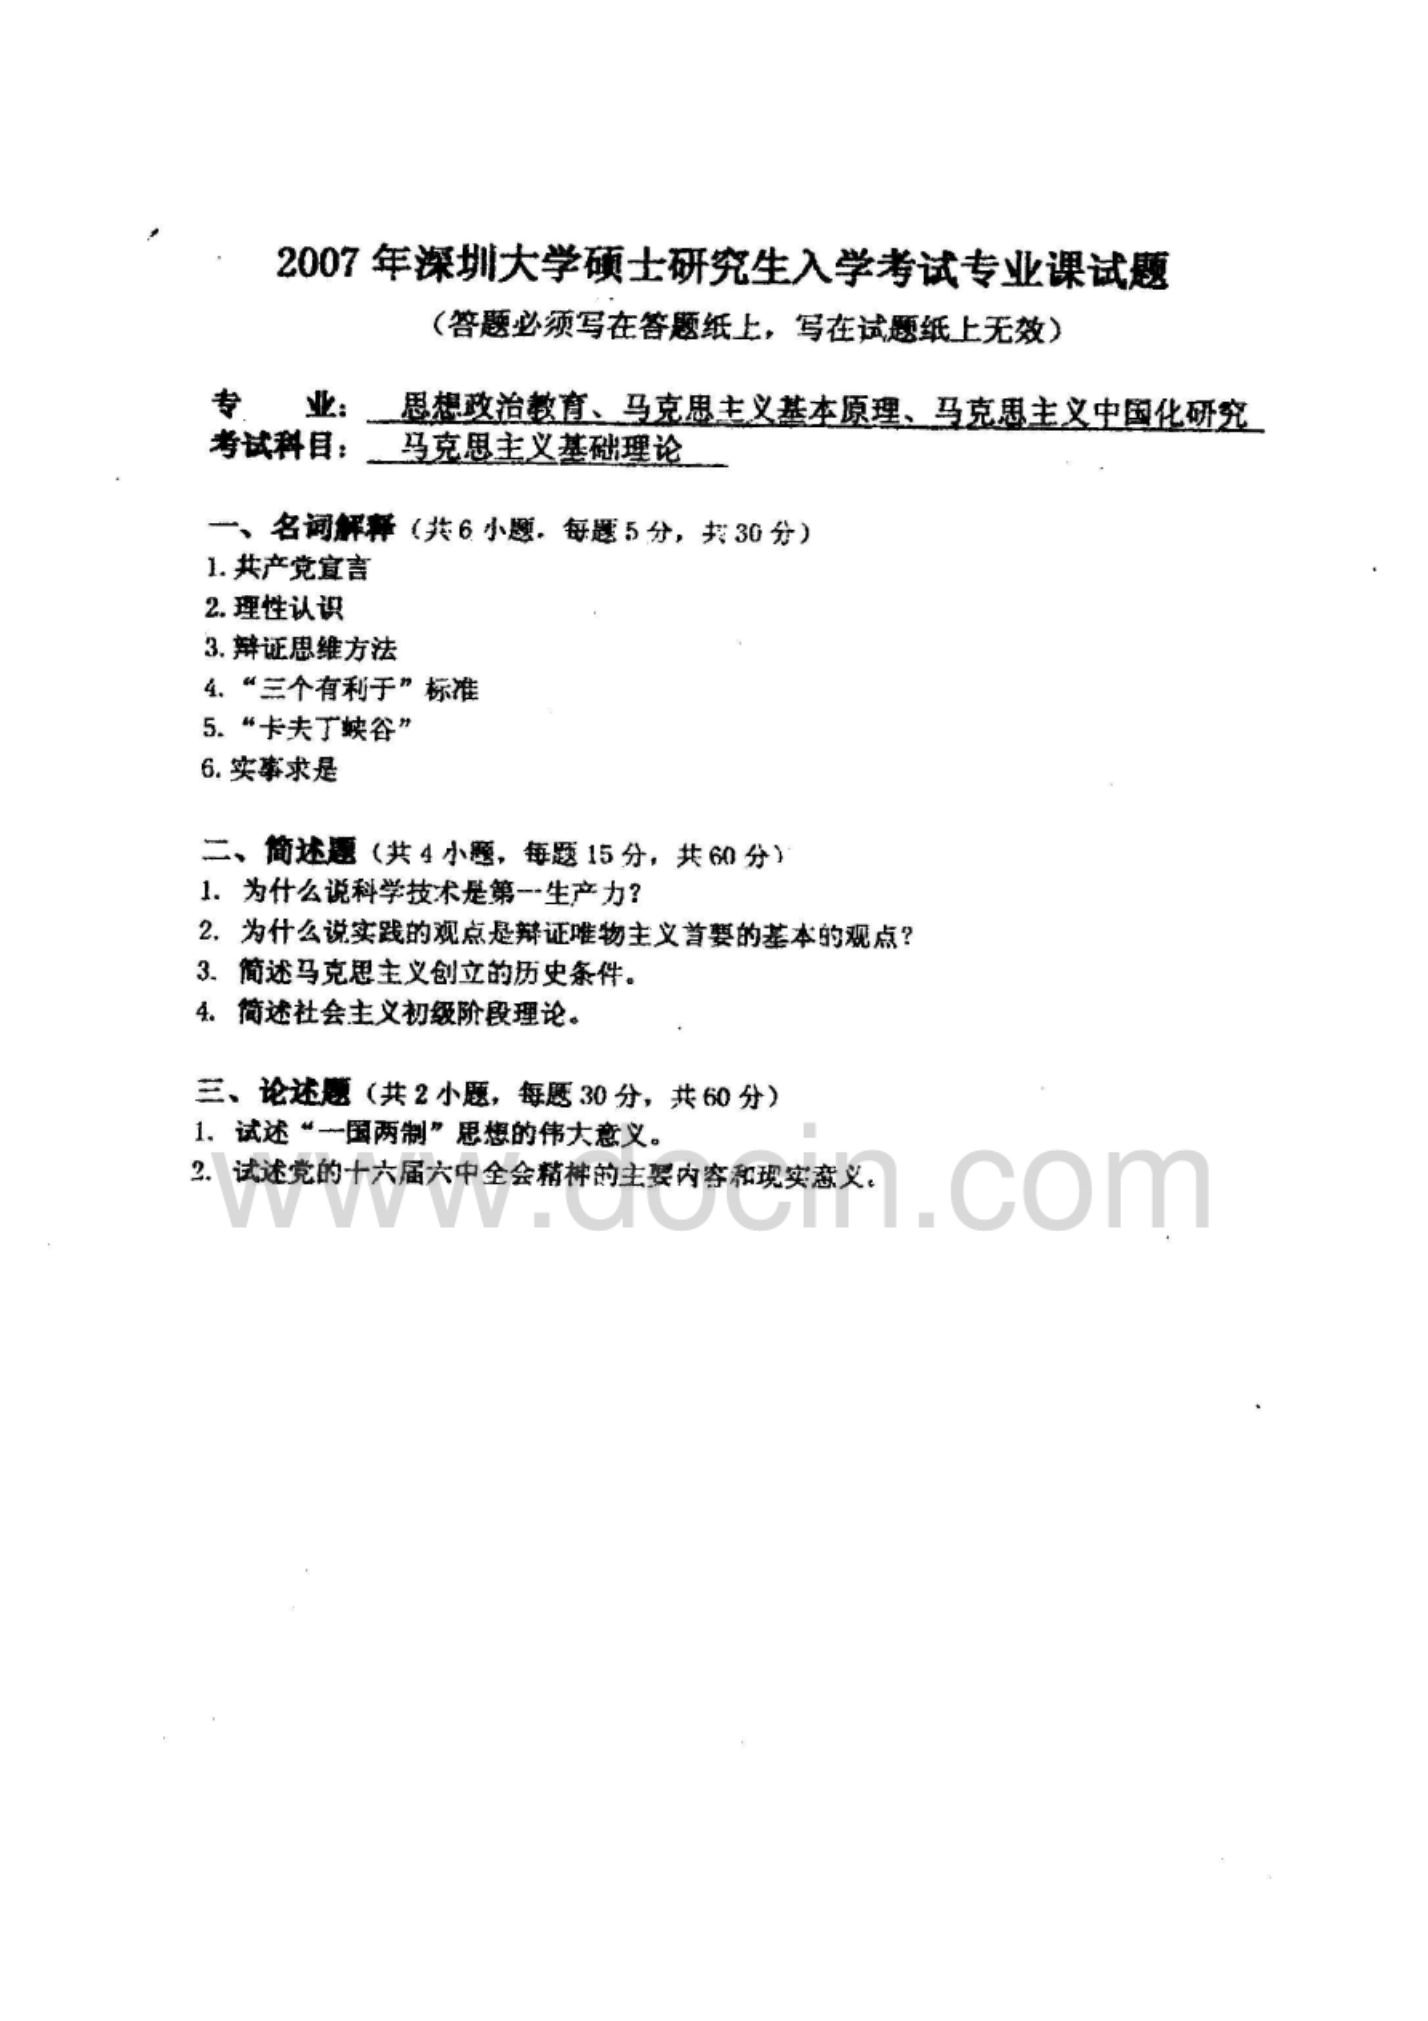 2007年深圳大学硕士研究生入学考试专业课试题
（答题必须写在答题纸上，写在试题纸上无效）
专　　业：　思想政治教育、马克思主义基本原理、马克思主义中国化研究
考试科目：　马克思主义基础理论
一、名词解释（共6小题．每题5分，共30分）
1.共产党宣言
2.理性认识
3.辩证思维方法
4.“三个有利于”标准
5.“卡夫丁峡谷”
6.实事求是
二、简述题（共4小题，每题15分，共60分）
1. 为什么说科学技术是第一生产力？
2. 为什么说实践的观点是辩证唯物主义首要的基本的观点？
3. 简述马克思主义创立的历史条件。
4. 简述社会主义初级阶段理论。
三、论述题（共2小题，每题30分，共60分）
1. 试述“一国两制”思想的伟大意义。
2. 试述党的十六届六中全会精神的主要内容和现实意义。
www.docin.com